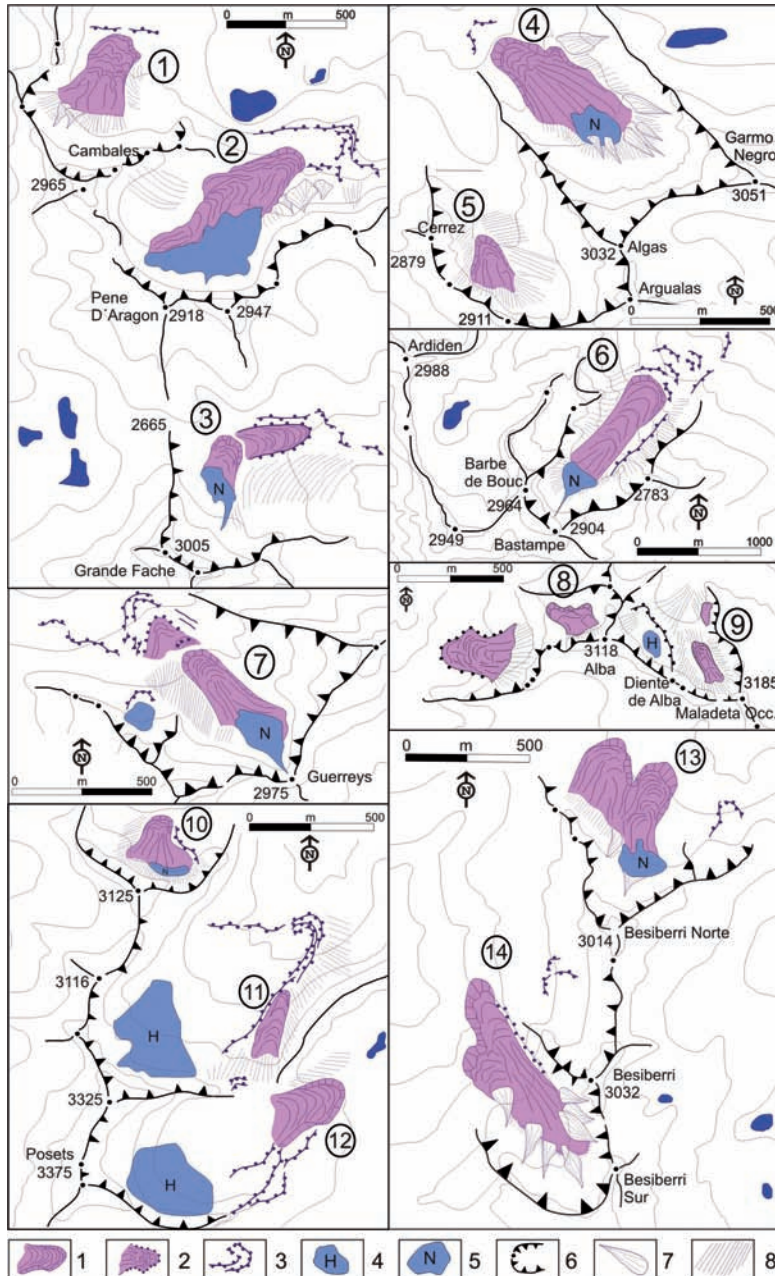 0 m 500
N
1
Cambales
2
2965
Pene
D´Aragon
2918
2947
2665
3
N
3005
Grande Fache
4
N
Garmo
Negro
3051
5
Cerrez
2879
3032
Algas
2911
Argualas
N
0 m 500
Ardiden
2988
6
Barbe
de Bouc
2964
N
2783
2904
2949
Bastampe
N
0 m 1000
7
N
N
0 m 500
Guerreys
2975
0 m 500
N
8
9
H
3118
Alba
Diente
de Alba
3185
Maladeta Occ.
10
0 m 500
N
N
3125
3116
11
H
3325
12
Posets
3375
H
0 m 500
N
13
N
Besiberri Norte
3014
14
Besiberri
3032
Besiberri
Sur
1 2 3 H 4 N 5 6 7 8